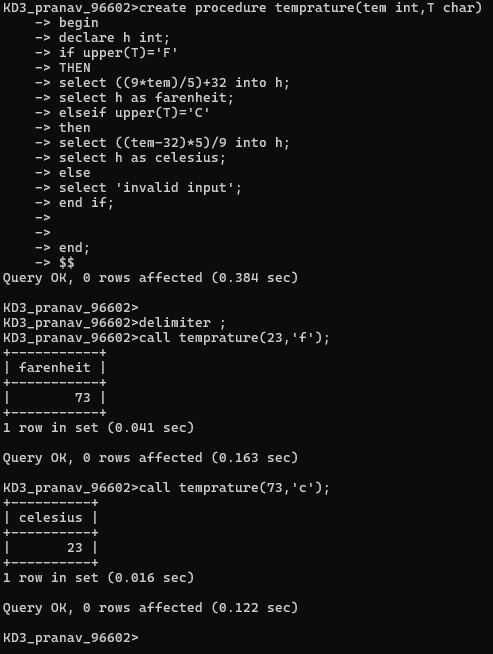 KD3_pranav_96602>create procedure temprature(tem int,T char)
    -> begin
    -> declare h int;
    -> if upper(T)='F'
    -> THEN
    -> select ((9*tem)/5)+32 into h;
    -> select h as farenheit;
    -> elseif upper(T)='C'
    -> then
    -> select ((tem-32)*5)/9 into h;
    -> select h as celesius;
    -> else
    -> select 'invalid input';
    -> end if;
    ->
    ->
    -> end;
    -> $$
Query OK, 0 rows affected (0.384 sec)

KD3_pranav_96602>
KD3_pranav_96602>delimiter ;
KD3_pranav_96602>call temprature(23,'f');
+-----------+
| farenheit |
+-----------+
|        73 |
+-----------+
1 row in set (0.041 sec)

Query OK, 0 rows affected (0.163 sec)

KD3_pranav_96602>call temprature(73,'c');
+----------+
| celesius |
+----------+
|       23 |
+----------+
1 row in set (0.016 sec)

Query OK, 0 rows affected (0.122 sec)

KD3_pranav_96602>